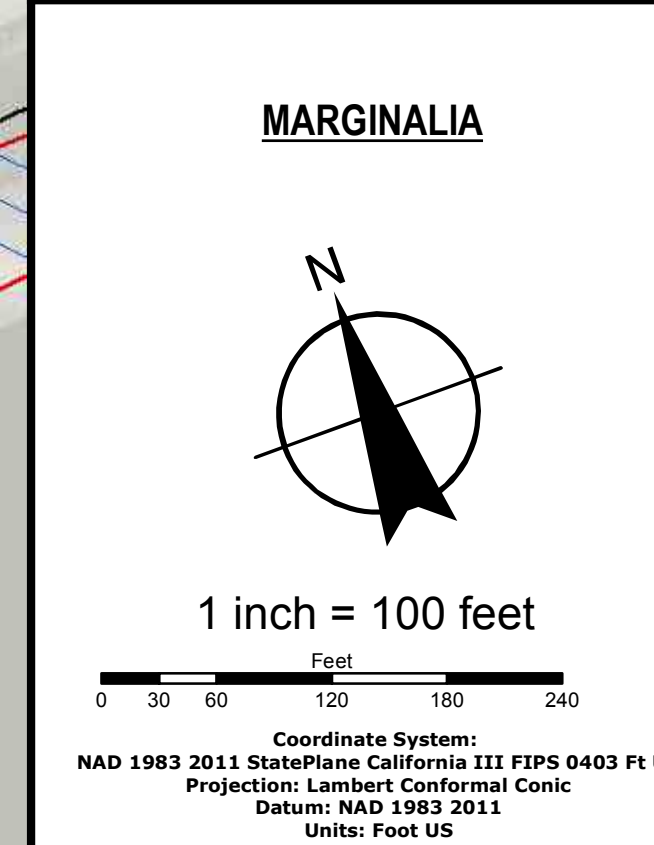 MARGINALIA
N
1 inch = 100 feet
Feet
0 30 60 120 180 240
Coordinate System:
NAD 1983 2011 StatePlane California III FIPS 0403 Ft
Projection: Lambert Conformal Conic
Datum: NAD 1983 2011
Units: Foot US